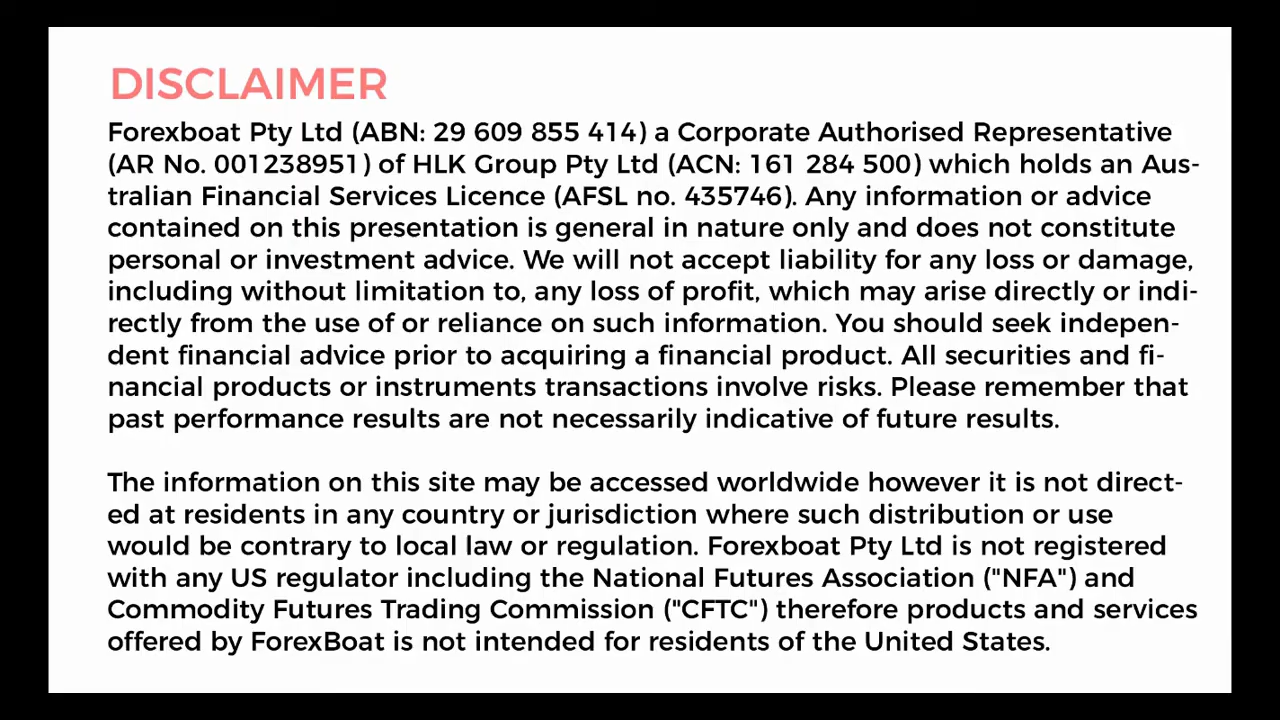 DISCLAIMER
Forexboat Pty Ltd (ABN: 29 609 855 414) a Corporate Authorised Representative
(AR No. 001238951) of HLK Group Pty Ltd (ACN: 161 284 500) which holds an Aus-
tralian Financial Services Licence (AFSL no. 435746). Any information or advice
contained on this presentation is general in nature only and does not constitute
personal or investment advice. We will not accept liability for any loss or damage,
including without limitation to, any loss of profit, which may arise directly or indi-
rectly from the use of or reliance on such information. You should seek indepen-
dent financial advice prior to acquiring a financial product. All securities and fi-
nancial products or instruments transactions involve risks. Please remember that
past performance results are not necessarily indicative of future results.
The information on this site may be accessed worldwide however it is not direct-
ed at residents in any country or jurisdiction where such distribution or use
would be contrary to local law or regulation. Forexboat Pty Ltd is not registered
with any US regulator including the National Futures Association ("NFA") and
Commodity Futures Trading Commission ("CFTC") therefore products and services
offered by ForexBoat is not intended for residents of the United States.